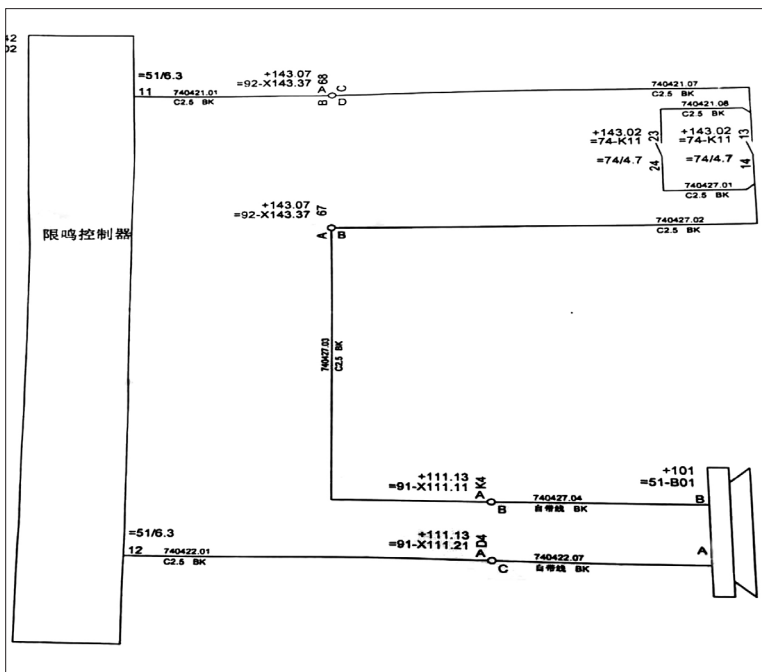 =51/6.3
11
740421.01
C2.5 BK
+143.07
=92-X143.37
68
A
C
B
D
740421.07
C2.5 BK
740421.08
C2.5 BK
+143.02
=74-K11
=74/4.7
23
24
+143.02
=74-K11
=74/4.7
13
14
740427.01
C2.5 BK
740427.02
C2.5 BK
+143.07
=92-X143.37
67
A
B
限鸣控制器
740427.03
C2.5 BK
+111.13
=91-X111.11
K4
A
B
740427.04
自带线 BK
+101
=51-B01
B
A
=51/6.3
12
740422.01
C2.5 BK
+111.13
=91-X111.21
D4
A
C
740422.07
自带线 BK